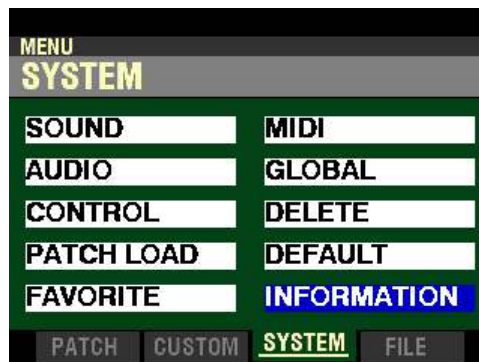 MENU
SYSTEM
SOUND
MIDI
AUDIO
GLOBAL
CONTROL
DELETE
PATCH LOAD
DEFAULT
FAVORITE
INFORMATION
PATCH CUSTOM SYSTEM FILE